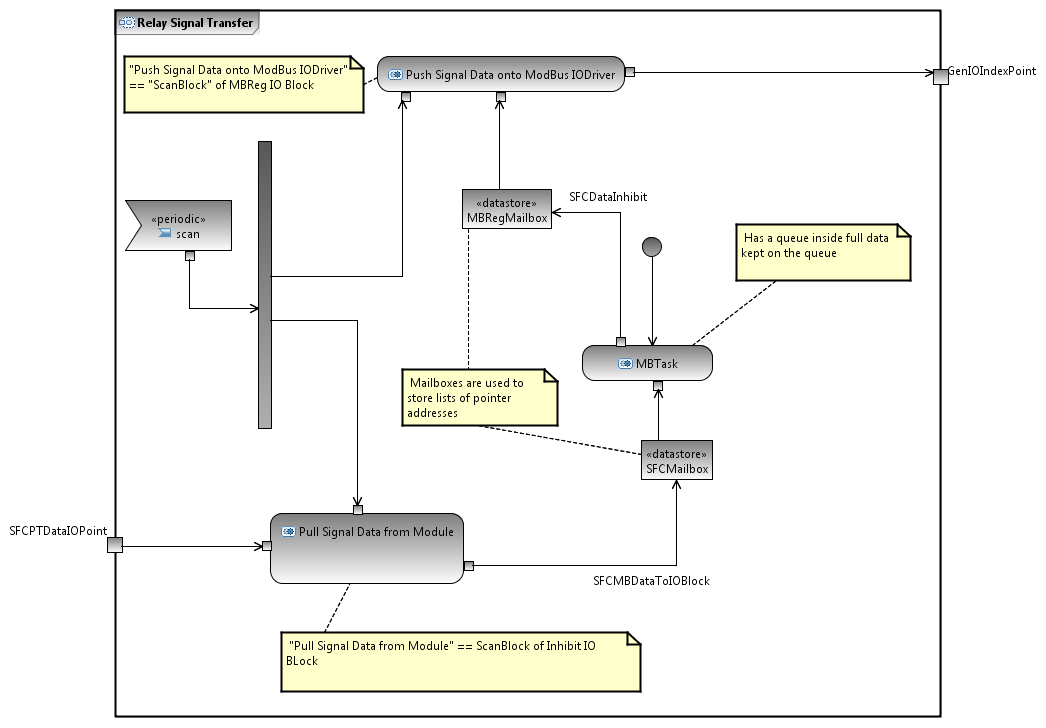 Relay Signal Transfer
"Push Signal Data onto ModBus IODriver"
== "ScanBlock" of MBReg IO Block
Push Signal Data onto ModBus IODriver
GenIOIndexPoint
«periodic»
scan
«datastore»
MBRegMailbox
SFCDataInhibit
Has a queue inside full data
kept on the queue
MBTask
Mailboxes are used to
store lists of pointer
addresses
«datastore»
SFCMailbox
SFCPTDataIOPoint
Pull Signal Data from Module
SFCMBDataToIOBlock
"Pull Signal Data from Module" == ScanBlock of Inhibit IO
BLock